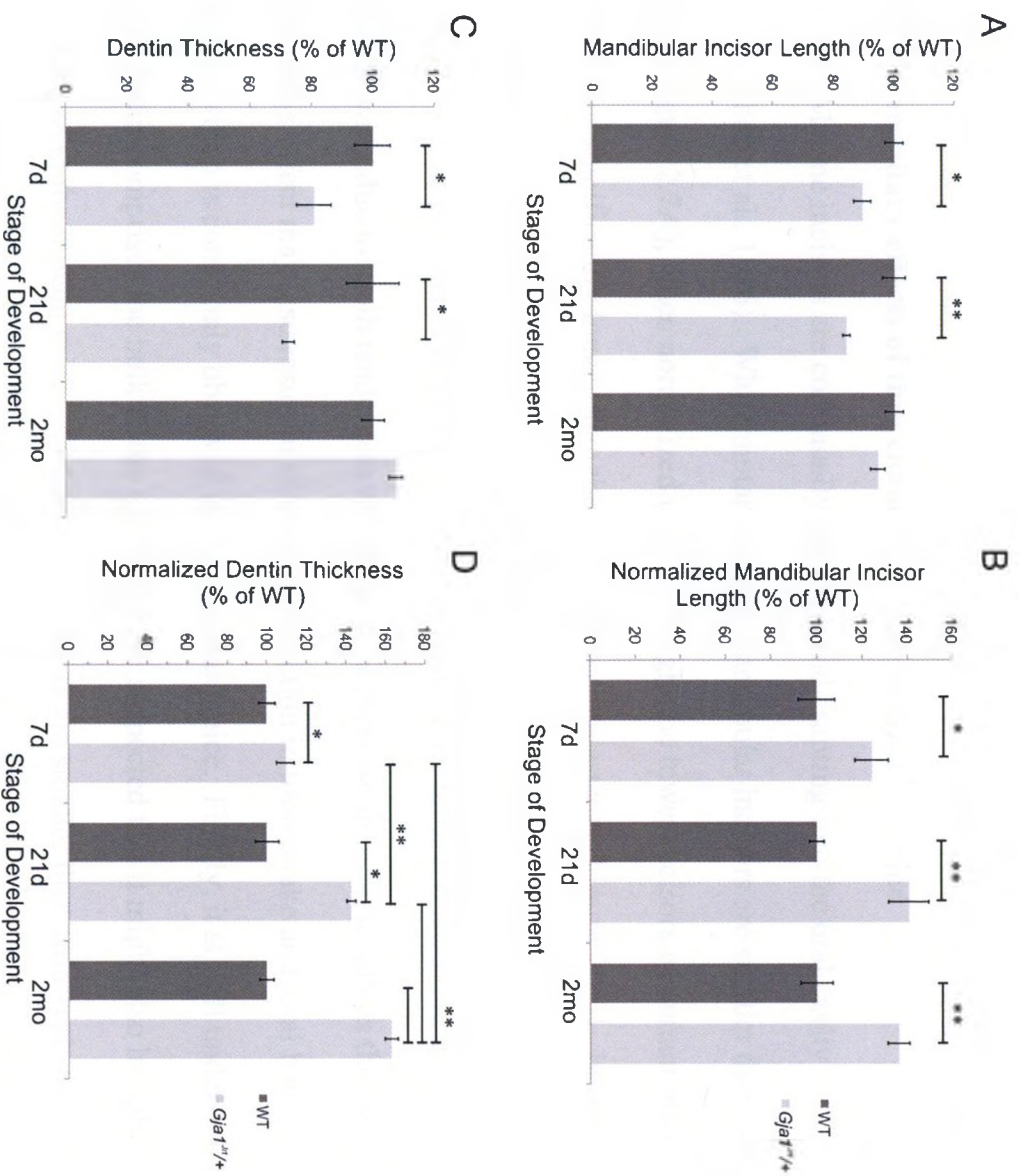 A
Mandibular Incisor Length (% of WT)
120
100
80
60
40
20
0
*
**
7d
21d
2mo
Stage of Development
B
Normalized Mandibular Incisor
Length (% of WT)
160
140
120
100
80
60
40
20
0
*
**
**
7d
21d
2mo
Stage of Development
WT
Gja1^Jrt/+
C
Dentin Thickness (% of WT)
120
100
80
60
40
20
0
*
*
7d
21d
2mo
Stage of Development
D
Normalized Dentin Thickness
(% of WT)
180
160
140
120
100
80
60
40
20
0
*
**
*
**
7d
21d
2mo
Stage of Development
WT
Gja1^Jrt/+